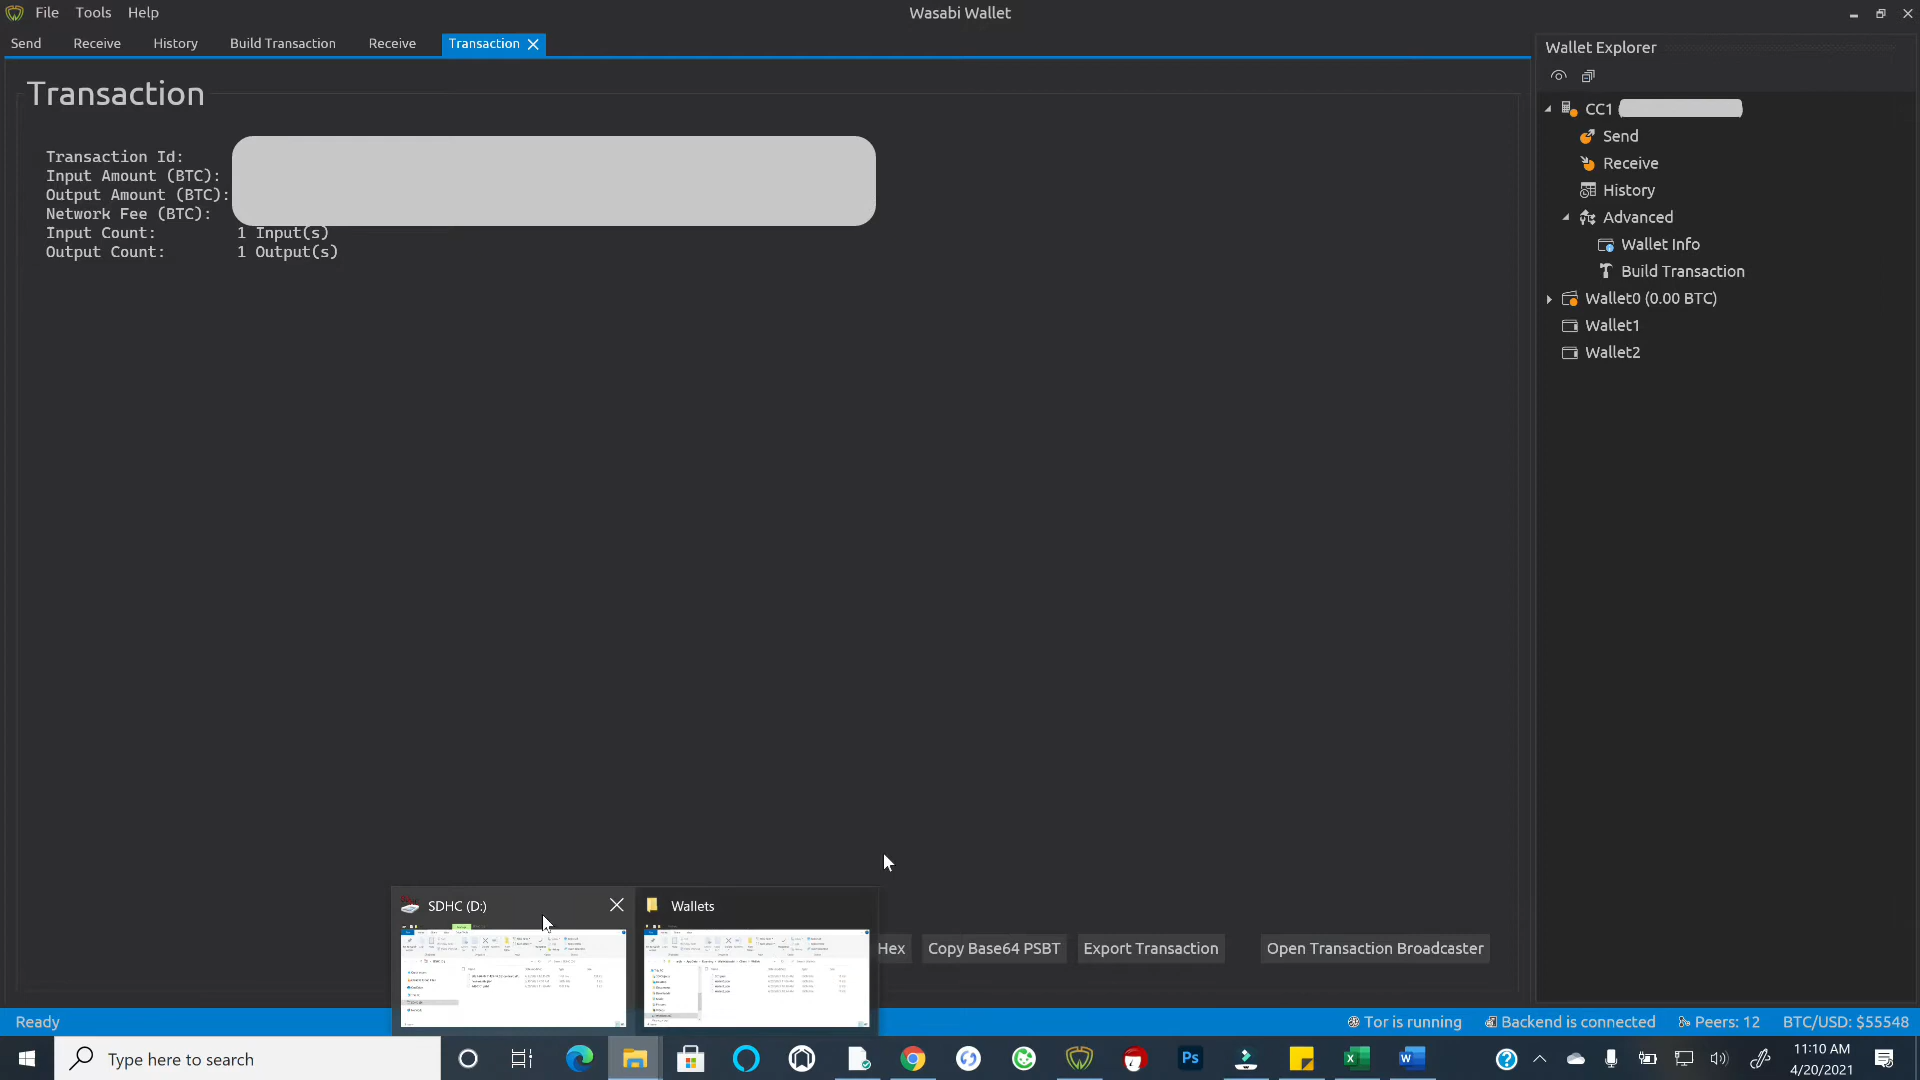 File Tools Help
Wasabi Wallet
Send Receive History Build Transaction Receive Transaction
Wallet Explorer
Transaction
CC1 (
Send
Receive
History
Advanced
Wallet Info
Build Transaction
Wallet0 (0.00 BTC)
Wallet1
Wallet2
Transaction Id:
Input Amount (BTC):
Output Amount (BTC):
Network Fee (BTC):
Input Count: 1 Input(s)
Output Count: 1 Output(s)
SDHC (D:)
Wallets
Hex Copy Base64 PSBT Export Transaction Open Transaction Broadcaster
Ready
Tor is running Backend is connected Peers: 12 BTC/USD: $55548
Type here to search
Ps
11:10 AM
4/20/2021